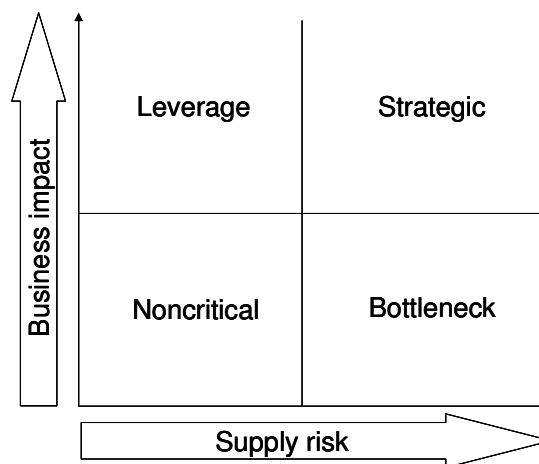 Business impact
Leverage
Strategic
Noncritical
Bottleneck
Supply risk